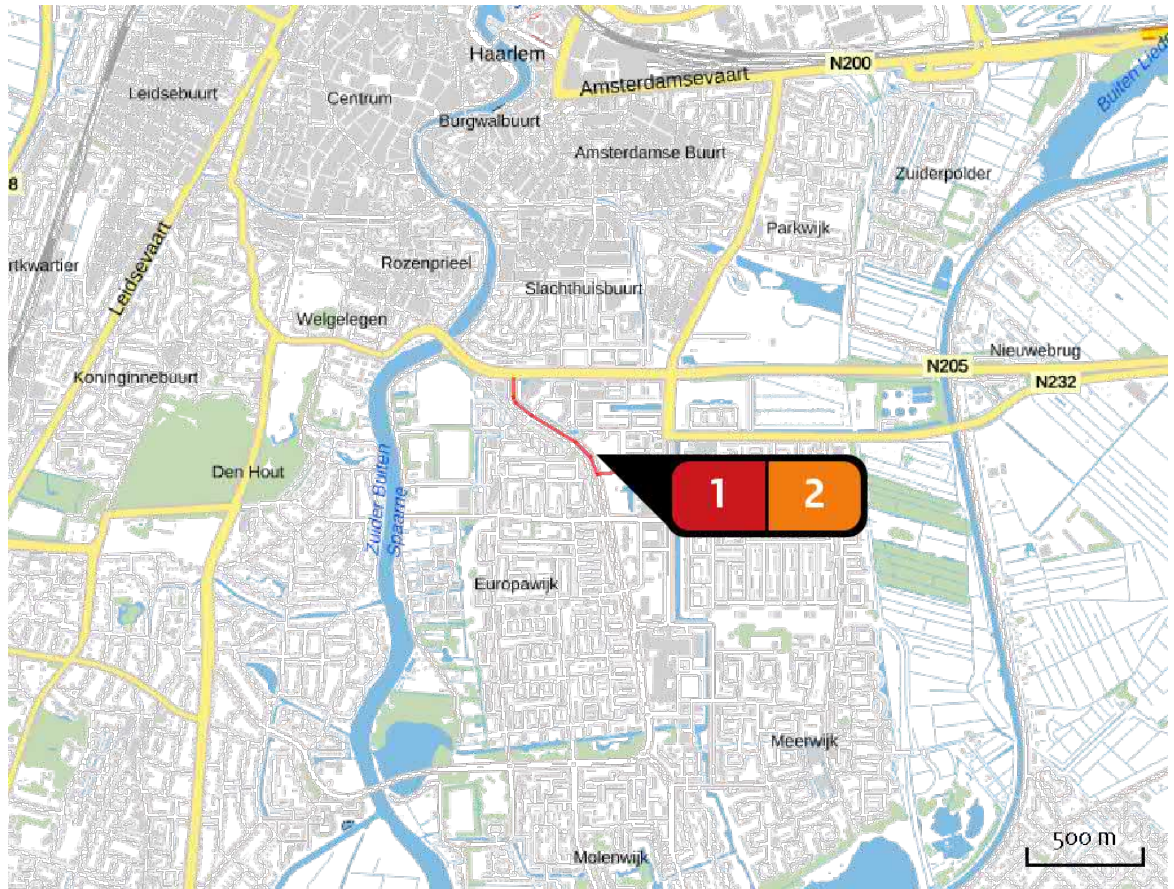 Haarlem
N200
Amsterdamsevaart
Buiten Liede
Leidsebuurt
Centrum
Burgwalbuurt
Amsterdamse Buurt
Zuiderpolder
8
Parkwijk
Leidsevaart
rtkwartier
Rozenprieel
Slachthuisbuurt
Welgelegen
Nieuwebrug
Koninginnebuurt
N205
N232
Den Hout
Zuider Buiten
Spaarne
1 2
Europawijk
Meerwijk
500 m
Molenwijk